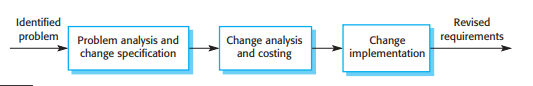 Identified
problem
Problem analysis and
change specification
Change analysis
and costing
Change
implementation
Revised
requirements